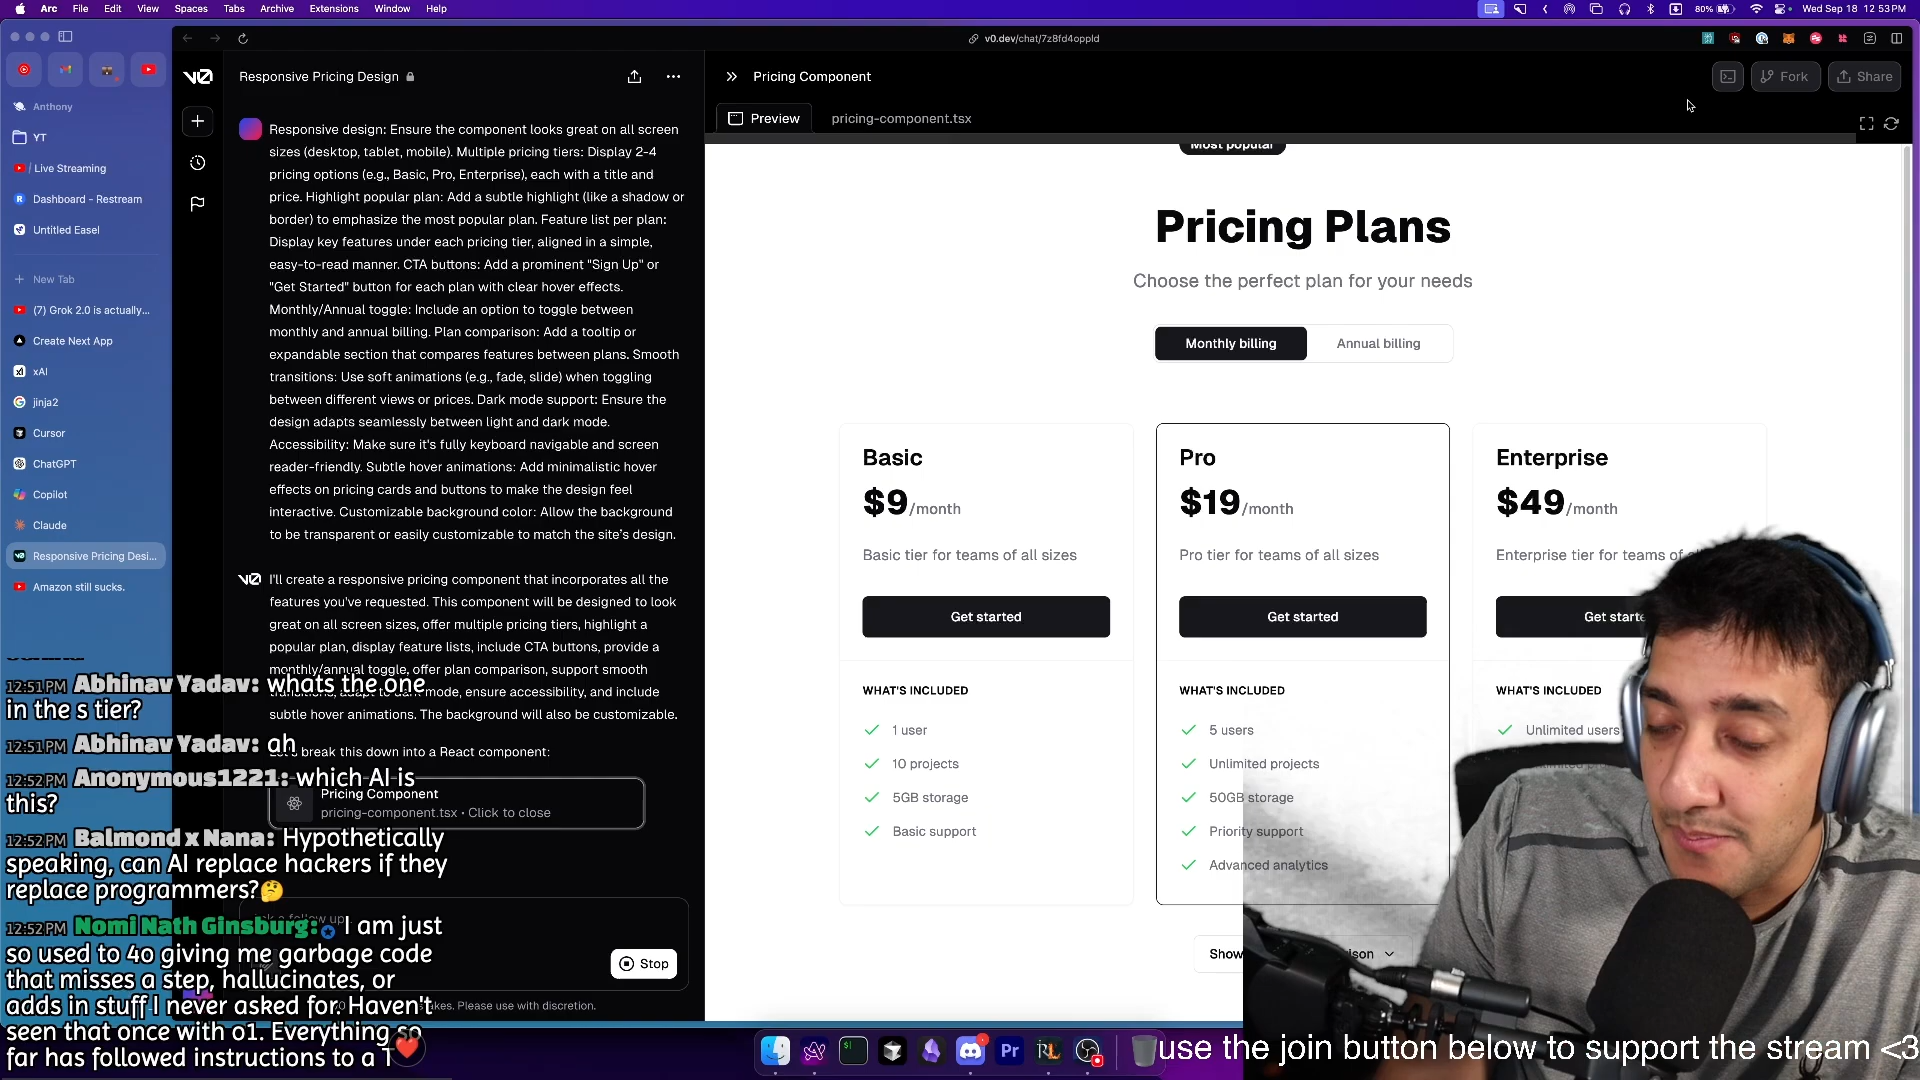 Arc File Edit View Spaces Tabs Archive Extensions Window Help
80% Wed Sep 18 12:53 PM
v0.dev/chat/7z8fd4oppld
Anthony
YT
/ Live Streaming
Dashboard - Restream
Untitled Easel
New Tab
(7) Grok 2.0 is actually...
Create Next App
xAI
jinja2
Cursor
ChatGPT
Copilot
Claude
Responsive Pricing Desi...
Amazon still sucks.
Responsive Pricing Design
Responsive design: Ensure the component looks great on all screen
sizes (desktop, tablet, mobile). Multiple pricing tiers: Display 2-4
pricing options (e.g., Basic, Pro, Enterprise), each with a title and
price. Highlight popular plan: Add a subtle highlight (like a shadow or
border) to emphasize the most popular plan. Feature list per plan:
Display key features under each pricing tier, aligned in a simple,
easy-to-read manner. CTA buttons: Add a prominent "Sign Up" or
"Get Started" button for each plan with clear hover effects.
Monthly/Annual toggle: Include an option to toggle between
monthly and annual billing. Plan comparison: Add a tooltip or
expandable section that compares features between plans. Smooth
transitions: Use soft animations (e.g., fade, slide) when toggling
between different views or prices. Dark mode support: Ensure the
design adapts seamlessly between light and dark mode.
Accessibility: Make sure it's fully keyboard navigable and screen
reader-friendly. Subtle hover animations: Add minimalistic hover
effects on pricing cards and buttons to make the design feel
interactive. Customizable background color: Allow the background
to be transparent or easily customizable to match the site's design.
v0 I'll create a responsive pricing component that incorporates all the
features you've requested. This component will be designed to look
great on all screen sizes, offer multiple pricing tiers, highlight a
popular plan, display feature lists, include CTA buttons, provide a
monthly/annual toggle, offer plan comparison, support smooth
transitions, adapt to dark mode, ensure accessibility, and include
subtle hover animations. The background will also be customizable.
Let's break this down into a React component:
Pricing Component
pricing-component.tsx • Click to close
Stop
kes. Please use with discretion.
12:51 PM Abhinav Yadav: whats the one
in the s tier?
12:51 PM Abhinav Yadav: ah
12:52 PM Anonymous1221: which AI is
this?
12:52 PM Balmond x Nana: Hypothetically
speaking, can AI replace hackers if they
replace programmers?🤔
12:52 PM Nomi Nath Ginsburg: I am just
so used to 4o giving me garbage code
that misses a step, hallucinates, or
adds in stuff I never asked for. Haven't
seen that once with o1. Everything so
far has followed instructions to a T
Pricing Component
Fork
Share
Preview
pricing-component.tsx
Most popular
Pricing Plans
Choose the perfect plan for your needs
Monthly billing
Annual billing
Basic
$9/month
Basic tier for teams of all sizes
Get started
WHAT'S INCLUDED
1 user
10 projects
5GB storage
Basic support
Pro
$19/month
Pro tier for teams of all sizes
Get started
WHAT'S INCLUDED
5 users
Unlimited projects
50GB storage
Priority support
Advanced analytics
Enterprise
$49/month
Enterprise tier for teams of
Get starte
WHAT'S INCLUDED
Unlimited users
Show
ison
Pr
use the join button below to support the stream <3